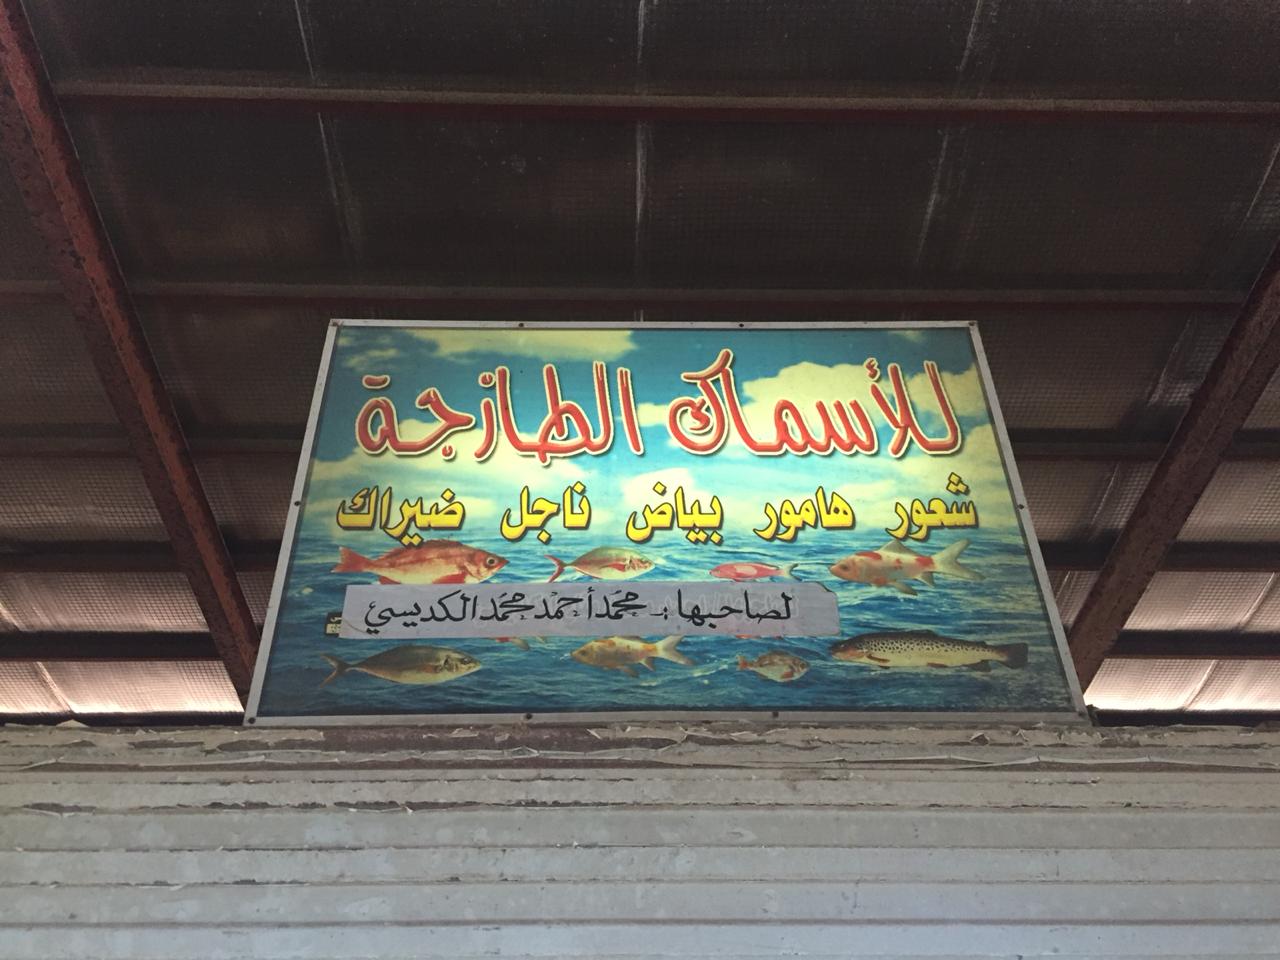 للأسماك الطازجة
شعور هامور بياض ناجل ضيراك
لصاحبها : محمد أحمد محمد الكديسي